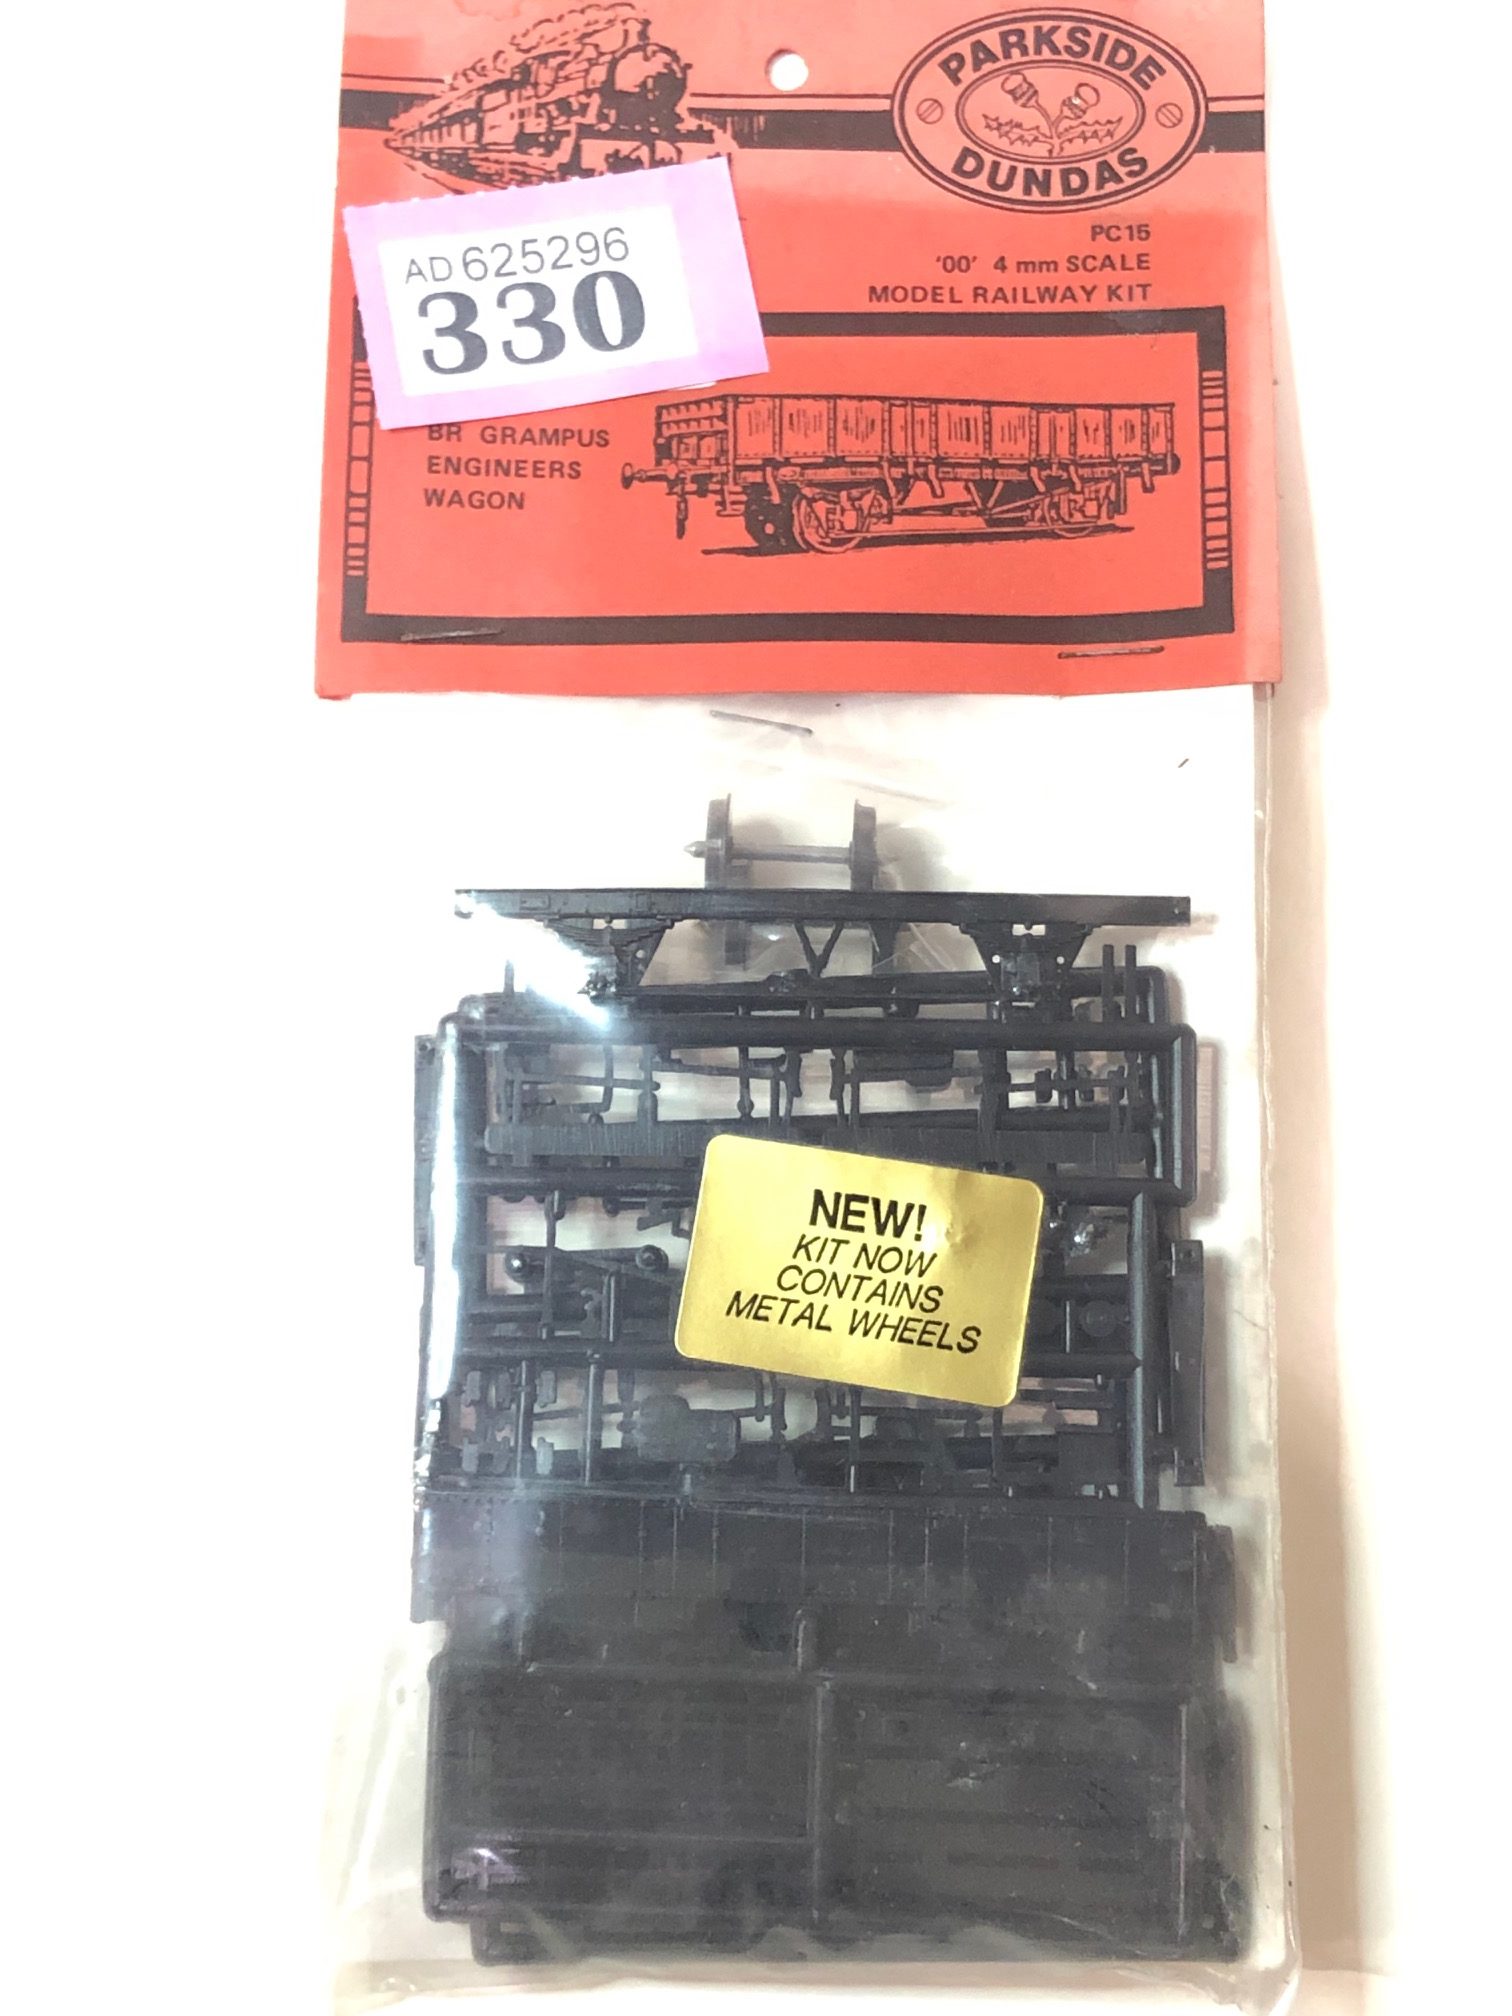 PARKSIDE
DUNDAS
PC15
'00' 4 mm SCALE
MODEL RAILWAY KIT
AD 625296
330
BR GRAMPUS
ENGINEERS
WAGON
NEW!
KIT NOW
CONTAINS
METAL WHEELS